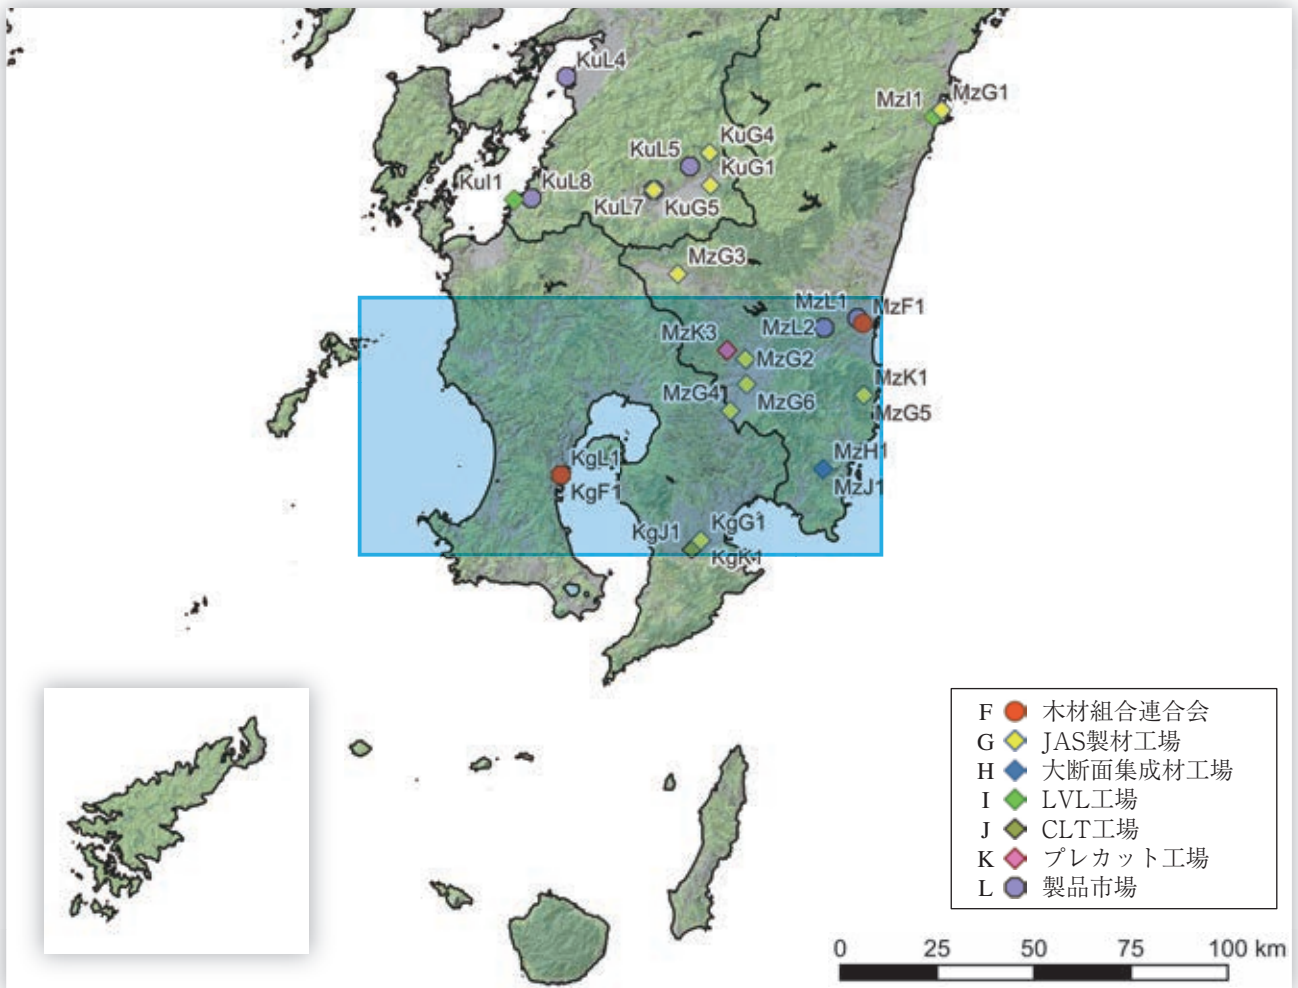 KuL4
MzI1
MzG1
KuG4
KuL5
KuG1
KuI1
KuL8
KuL7
KuG5
MzG3
MzL1
MzF1
MzL2
MzK3
MzG2
MzK1
MzG4
MzG6
MzG5
KgL1
MzH1
KgF1
MzJ1
KgG1
KgJ1
KgK1
F 木材組合連合会
G JAS製材工場
H 大断面集成材工場
I LVL工場
J CLT工場
K プレカット工場
L 製品市場
0 25 50 75 100 km